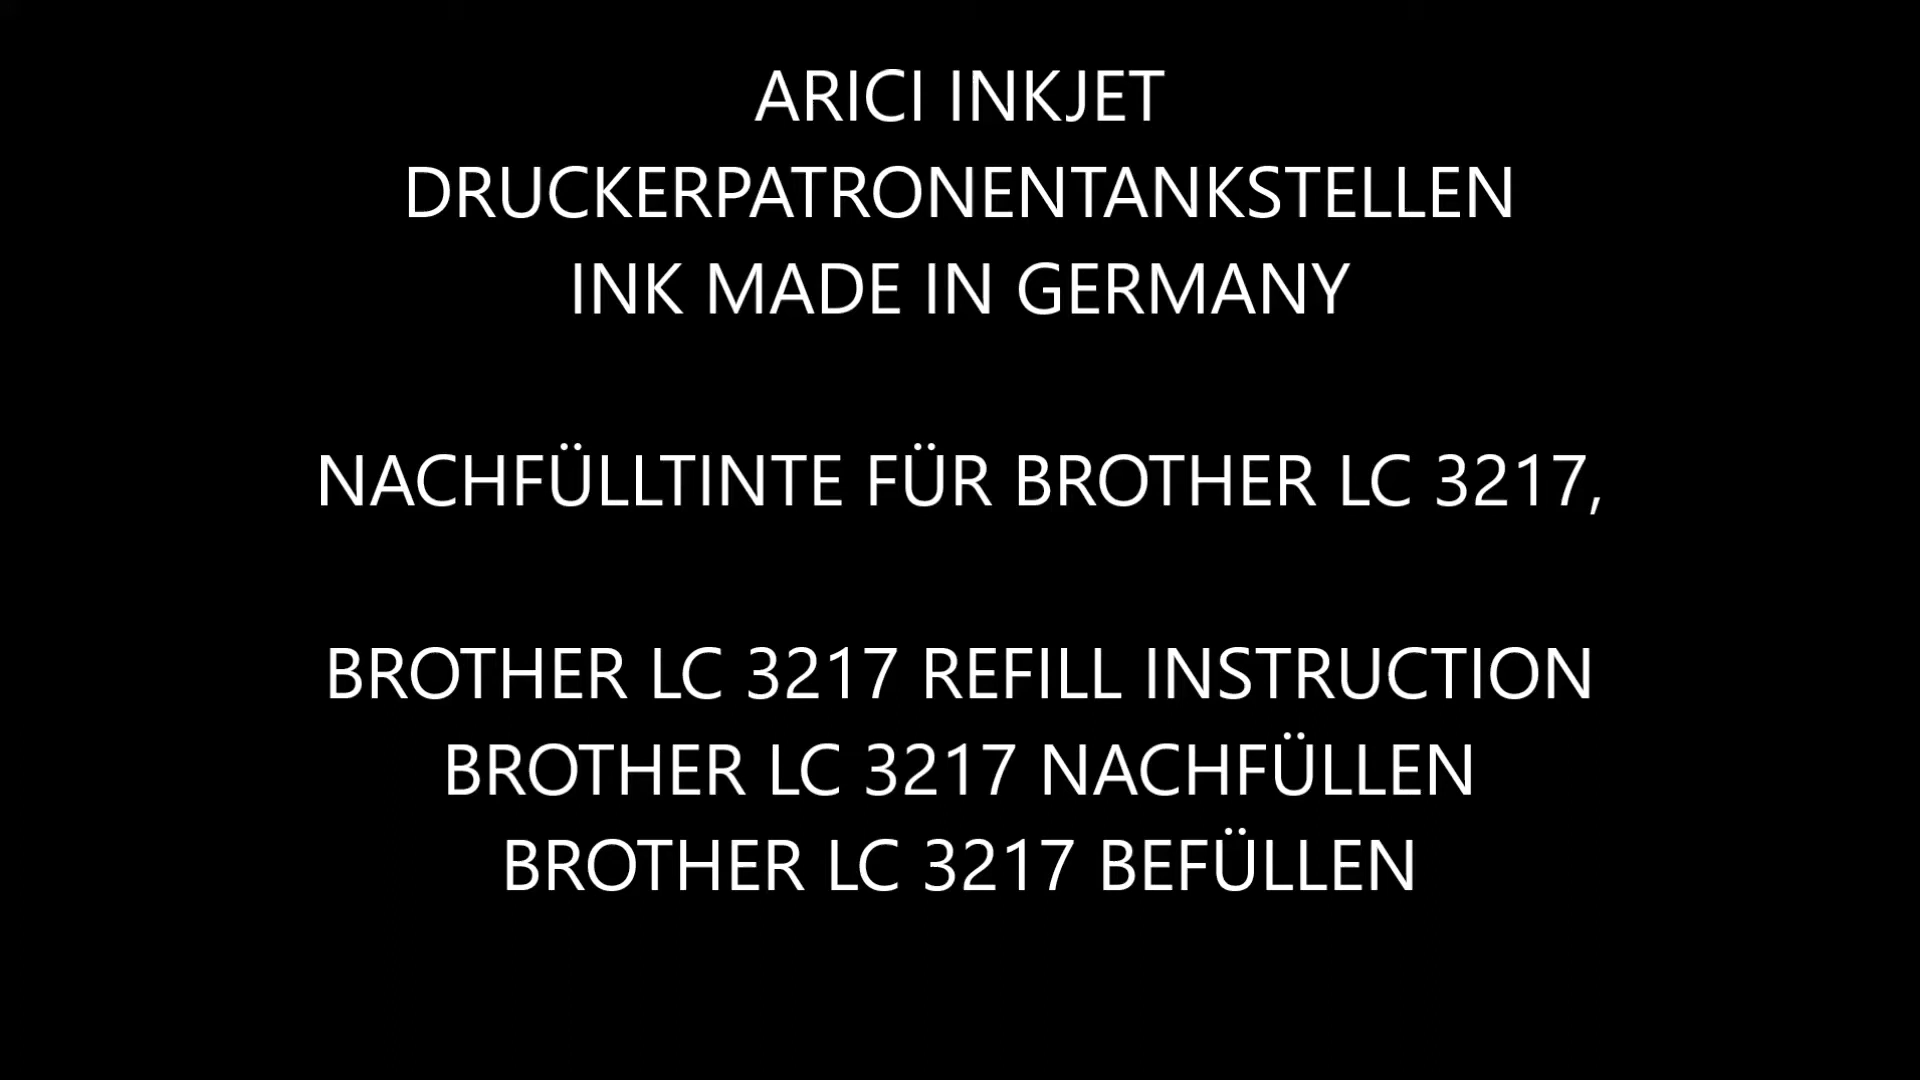 ARICI INKJET
DRUCKERPATRONENTANKSTELLEN
INK MADE IN GERMANY
NACHFÜLLTINTE FÜR BROTHER LC 3217,
BROTHER LC 3217 REFILL INSTRUCTION
BROTHER LC 3217 NACHFÜLLEN
BROTHER LC 3217 BEFÜLLEN